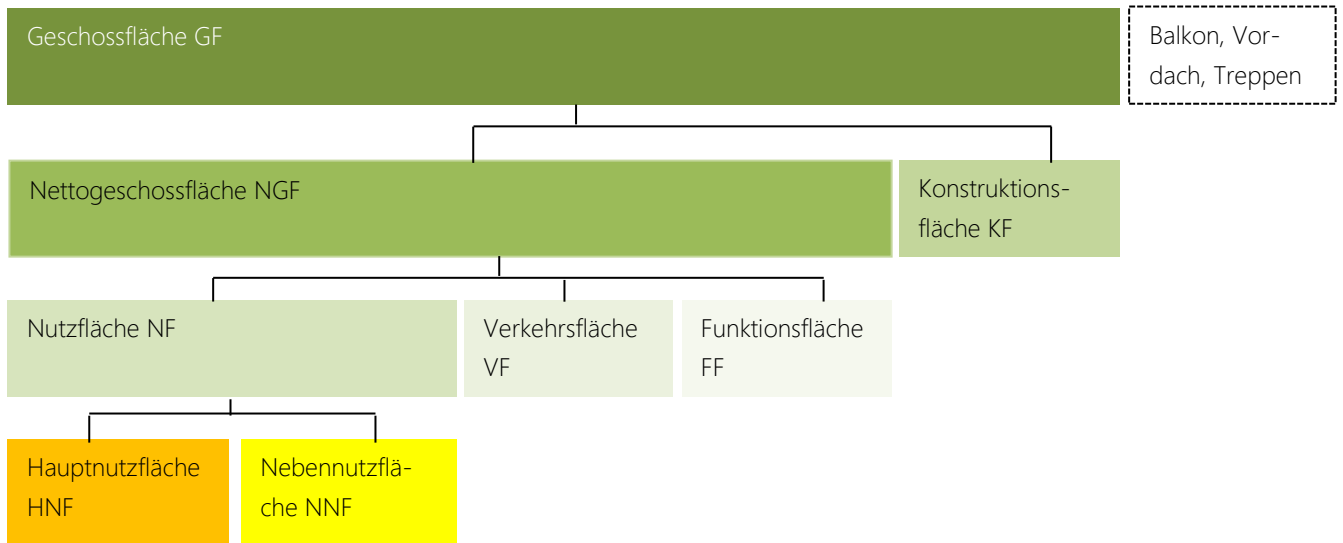 Geschossfläche GF
Balkon, Vor-
dach, Treppen
Nettogeschossfläche NGF
Konstruktions-
fläche KF
Nutzfläche NF
Verkehrsfläche
VF
Funktionsfläche
FF
Hauptnutzfläche
HNF
Nebennutzflä-
che NNF